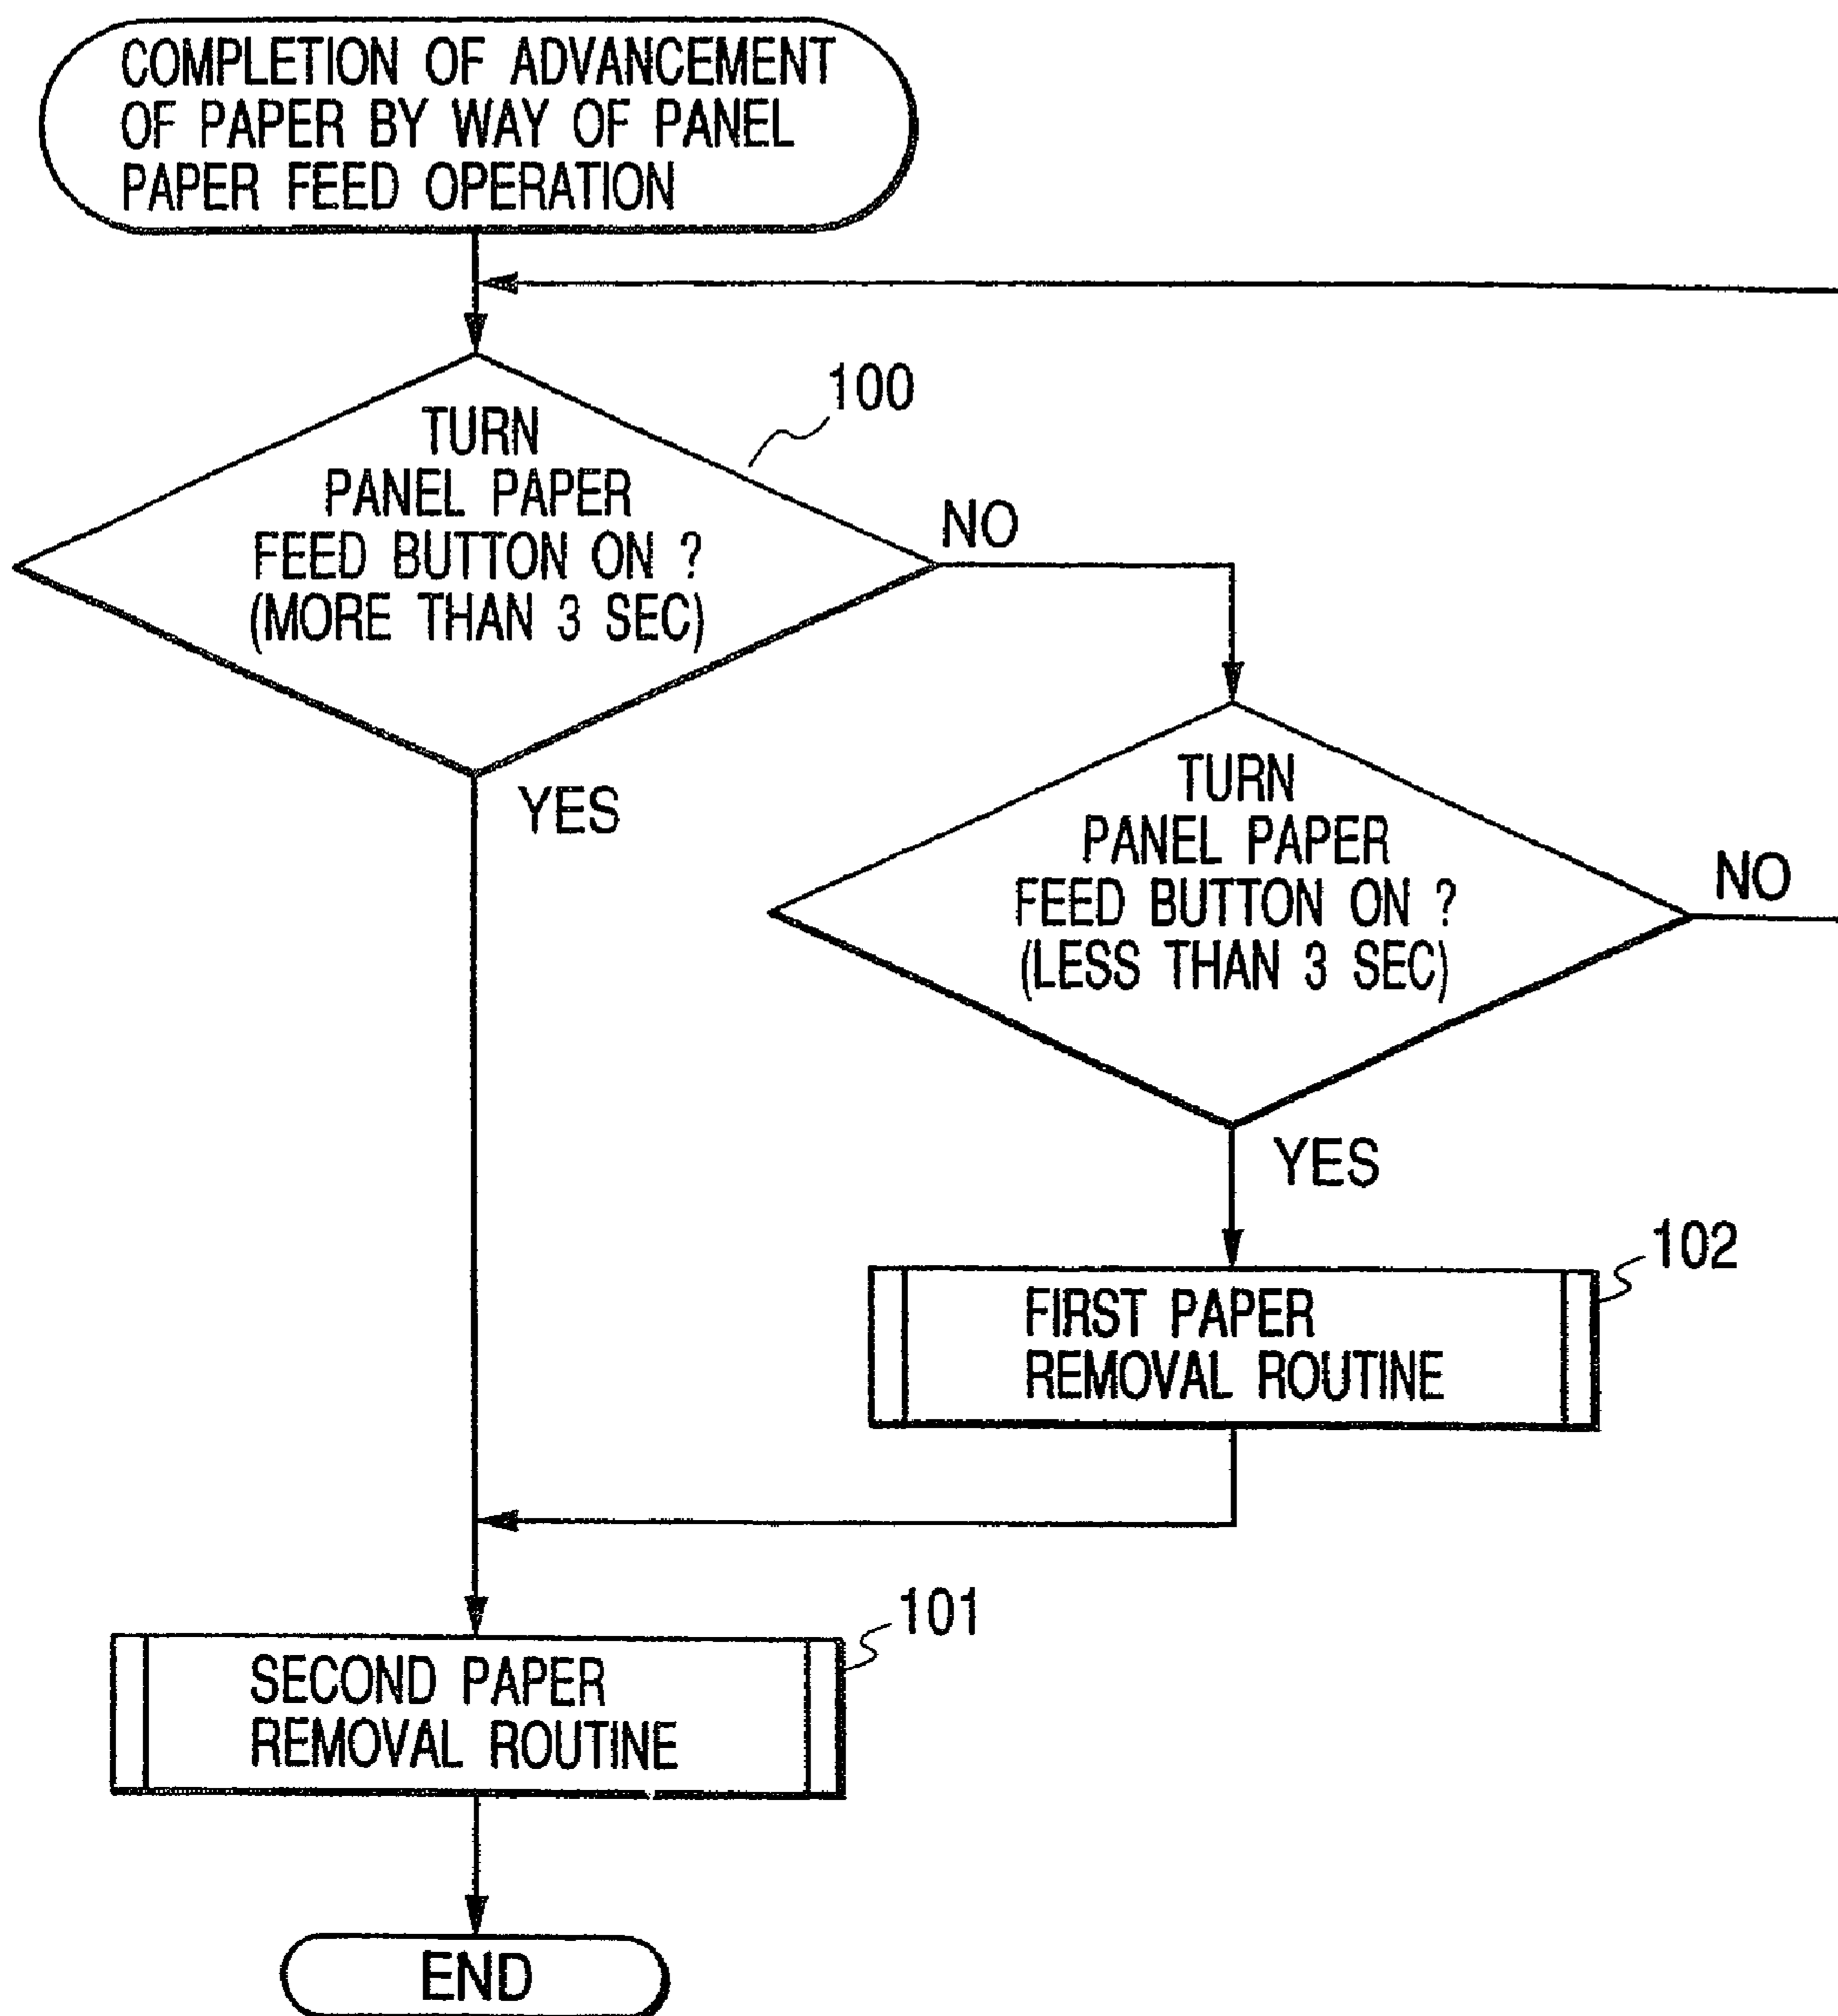 COMPLETION OF ADVANCEMENT
OF PAPER BY WAY OF PANEL
PAPER FEED OPERATION
100
TURN
PANEL PAPER
FEED BUTTON ON ?
(MORE THAN 3 SEC)
NO
YES
TURN
PANEL PAPER
FEED BUTTON ON ?
(LESS THAN 3 SEC)
NO
YES
102
FIRST PAPER
REMOVAL ROUTINE
101
SECOND PAPER
REMOVAL ROUTINE
END